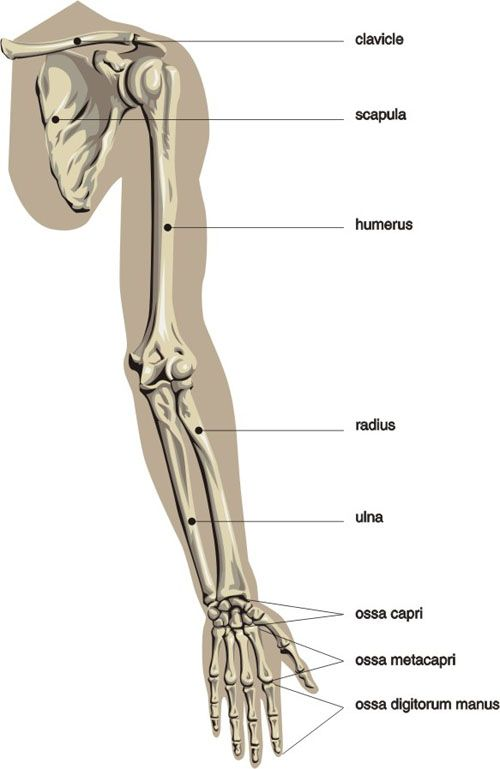 clavicle
scapula
humerus
radius
ulna
ossa capri
ossa metacapri
ossa digitorum manus